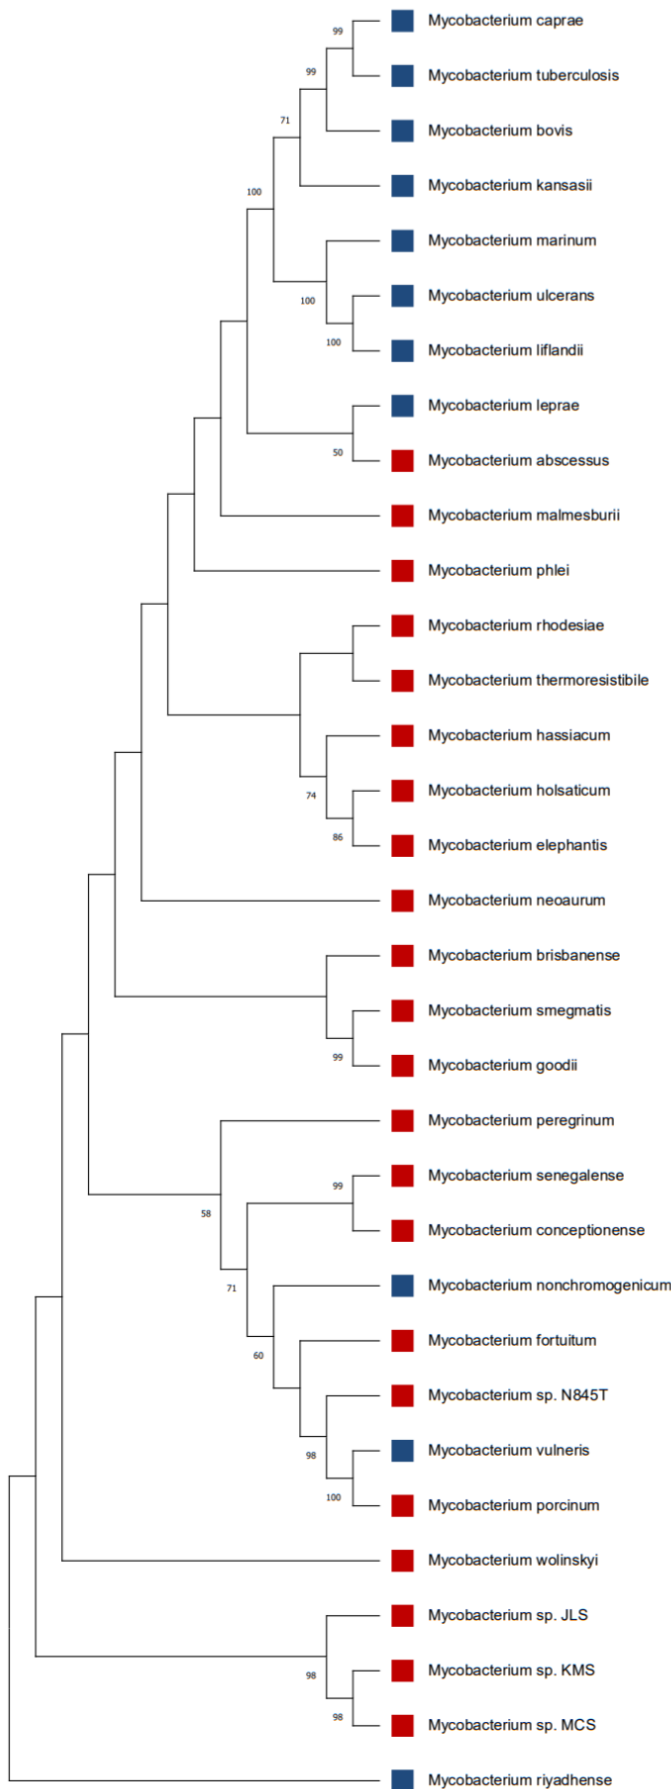 99
Mycobacterium caprae
Mycobacterium tuberculosis
99
Mycobacterium bovis
71
Mycobacterium kansasii
100
Mycobacterium marinum
Mycobacterium ulcerans
100
100
Mycobacterium liflandii
Mycobacterium leprae
50
Mycobacterium abscessus
Mycobacterium malmesburii
Mycobacterium phlei
Mycobacterium rhodesiae
Mycobacterium thermoresistibile
Mycobacterium hassiacum
74
Mycobacterium holsaticum
86
Mycobacterium elephantis
Mycobacterium neoaurum
Mycobacterium brisbanense
Mycobacterium smegmatis
99
Mycobacterium goodii
Mycobacterium peregrinum
99
Mycobacterium senegalense
58
Mycobacterium conceptionense
71
Mycobacterium nonchromogenicum
60
Mycobacterium fortuitum
Mycobacterium sp. N845T
98
Mycobacterium vulneris
100
Mycobacterium porcinum
Mycobacterium wolinskyi
Mycobacterium sp. JLS
98
Mycobacterium sp. KMS
98
Mycobacterium sp. MCS
Mycobacterium riyadhense